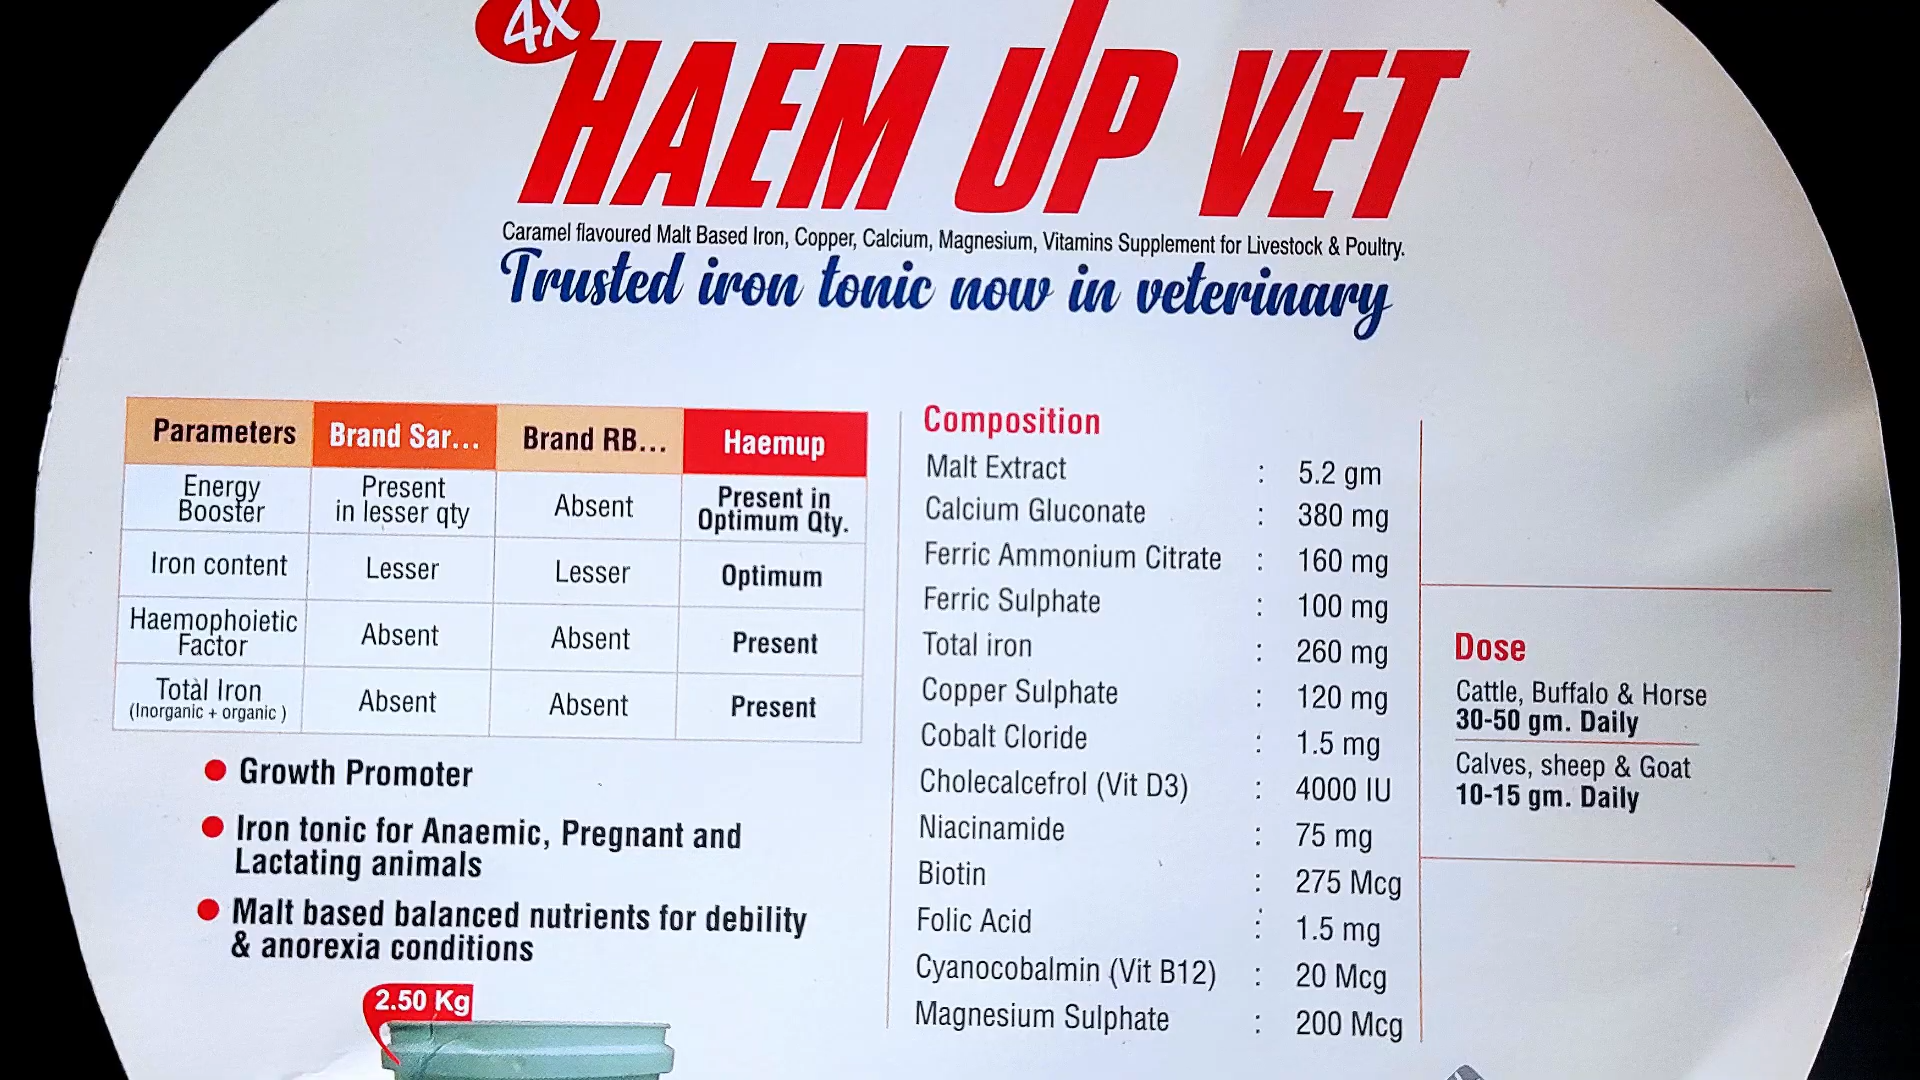 4X
HAEM UP VET
Caramel flavoured Malt Based Iron, Copper, Calcium, Magnesium, Vitamins Supplement for Livestock & Poultry.
Trusted iron tonic now in veterinary
Parameters Brand Sar... Brand RB... Haemup
Energy Booster Present in lesser qty Absent Present in Optimum Qty.
Iron content Lesser Lesser Optimum
Haemophoietic Factor Absent Absent Present
Total Iron (Inorganic + organic ) Absent Absent Present
Growth Promoter
Iron tonic for Anaemic, Pregnant and
Lactating animals
Malt based balanced nutrients for debility
& anorexia conditions
2.50 Kg
Composition
Malt Extract : 5.2 gm
Calcium Gluconate : 380 mg
Ferric Ammonium Citrate : 160 mg
Ferric Sulphate : 100 mg
Total iron : 260 mg
Copper Sulphate : 120 mg
Cobalt Cloride : 1.5 mg
Cholecalcefrol (Vit D3) : 4000 IU
Niacinamide : 75 mg
Biotin : 275 Mcg
Folic Acid : 1.5 mg
Cyanocobalmin (Vit B12) : 20 Mcg
Magnesium Sulphate : 200 Mcg
Dose
Cattle, Buffalo & Horse
30-50 gm. Daily
Calves, sheep & Goat
10-15 gm. Daily